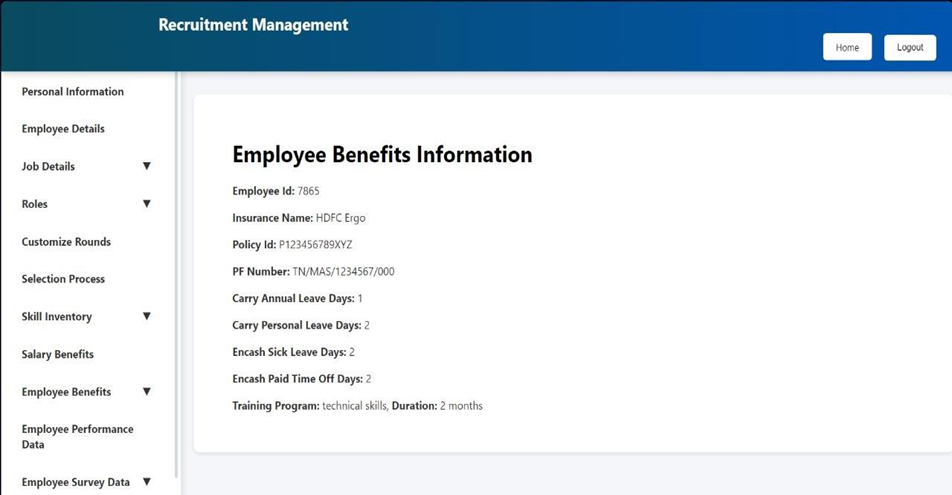 Recruitment Management
Home
Logout
Personal Information
Employee Details
Job Details ▼
Roles ▼
Customize Rounds
Selection Process
Skill Inventory ▼
Salary Benefits
Employee Benefits ▼
Employee Performance
Data
Employee Survey Data ▼
Employee Benefits Information
Employee Id: 7865
Insurance Name: HDFC Ergo
Policy Id: P123456789XYZ
PF Number: TN/MAS/1234567/000
Carry Annual Leave Days: 1
Carry Personal Leave Days: 2
Encash Sick Leave Days: 2
Encash Paid Time Off Days: 2
Training Program: technical skills, Duration: 2 months